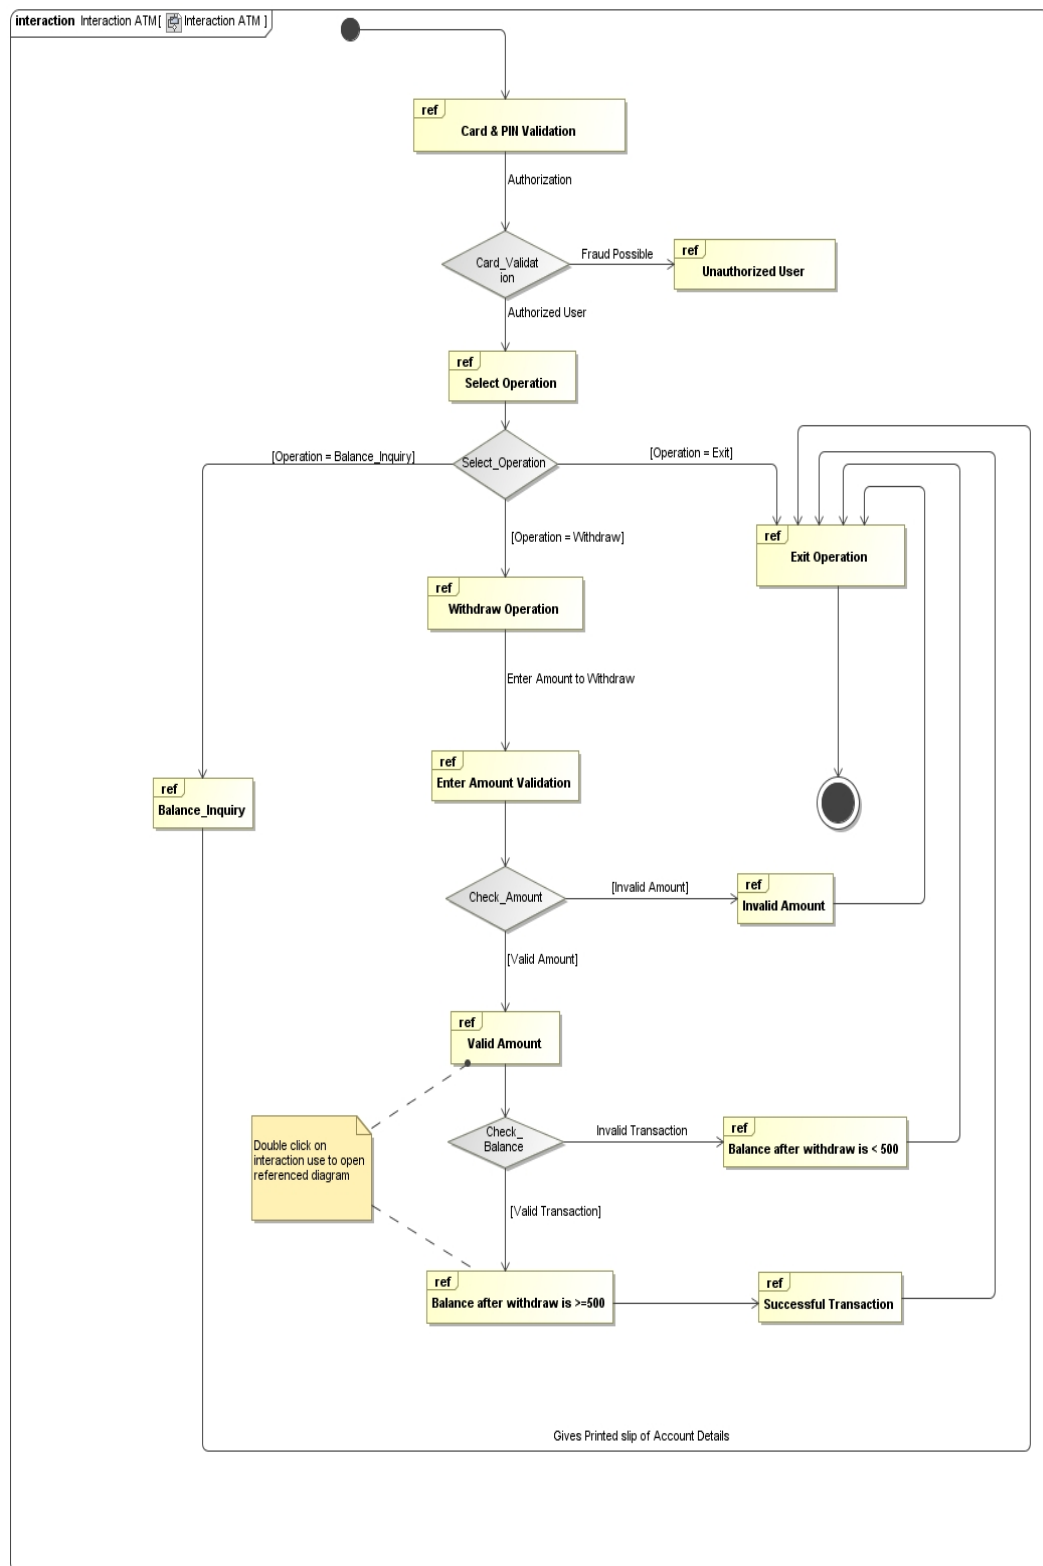 interaction Interaction ATM[ Interaction ATM ]
ref
Card & PIN Validation
Authorization
Card_Validat
ion
Fraud Possible
ref
Unauthorized User
Authorized User
ref
Select Operation
[Operation = Balance_Inquiry]
Select_Operation
[Operation = Exit]
[Operation = Withdraw]
ref
Exit Operation
ref
Withdraw Operation
Enter Amount to Withdraw
ref
Enter Amount Validation
ref
Balance_Inquiry
Check_Amount
[Invalid Amount]
ref
Invalid Amount
[Valid Amount]
ref
Valid Amount
Check_
Balance
Invalid Transaction
ref
Balance after withdraw is < 500
Double click on
interaction use to open
referenced diagram
[Valid Transaction]
ref
Balance after withdraw is >=500
ref
Successful Transaction
Gives Printed slip of Account Details